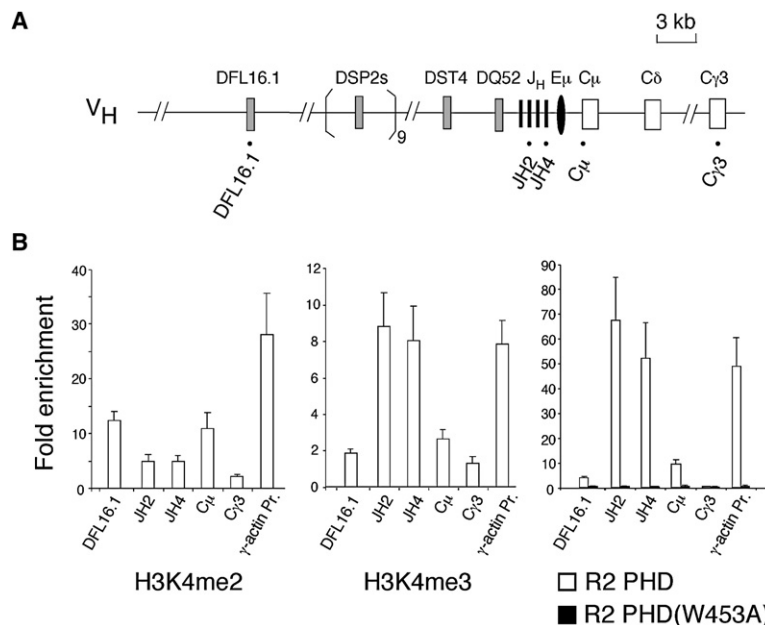 A
3 kb
DFL16.1 DSP2s DST4 DQ52 JH Eμ Cμ Cδ Cγ3
VH
9
DFL16.1 JH2 JH4 Cμ Cγ3
B
Fold enrichment
40
30
20
10
0
DFL16.1 JH2 JH4 Cμ Cγ3 γ-actin Pr.
H3K4me2
12
10
8
6
4
2
0
DFL16.1 JH2 JH4 Cμ Cγ3 γ-actin Pr.
H3K4me3
90
80
70
60
50
40
30
20
10
0
DFL16.1 JH2 JH4 Cμ Cγ3 γ-actin Pr.
R2 PHD
R2 PHD(W453A)